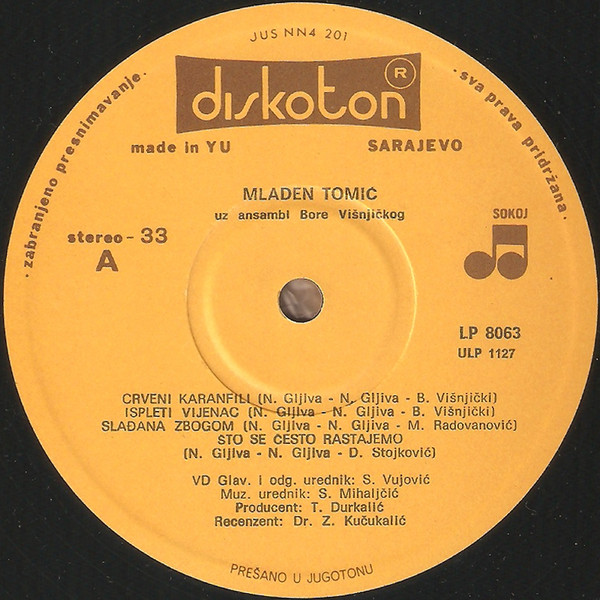 JUS NN4 201
diskoton ®
· zabranjeno presnimavanje ·
· sva prava pridržana ·
made in YU
SARAJEVO
MLADEN TOMIĆ
uz ansambl Bore Višnjičkog
stereo - 33
A
SOKOJ
LP 8063
ULP 1127
CRVENI KARANFILI (N. Gljiva - N. Gljiva - B. Višnjički)
ISPLETI VIJENAC (N. Gljiva - N. Gljiva - B. Višnjički)
SLAĐANA ZBOGOM (N. Gljiva - N. Gljiva - M. Radovanović)
ŠTO SE ČESTO RASTAJEMO
(N. Gljiva - N. Gljiva - D. Stojković)
VD Glav. i odg. urednik: S. Vujović
Muz. urednik: S. Mihaljčić
Producent: T. Durkalić
Recenzent: Dr. Z. Kučukalić
PREŠANO U JUGOTONU